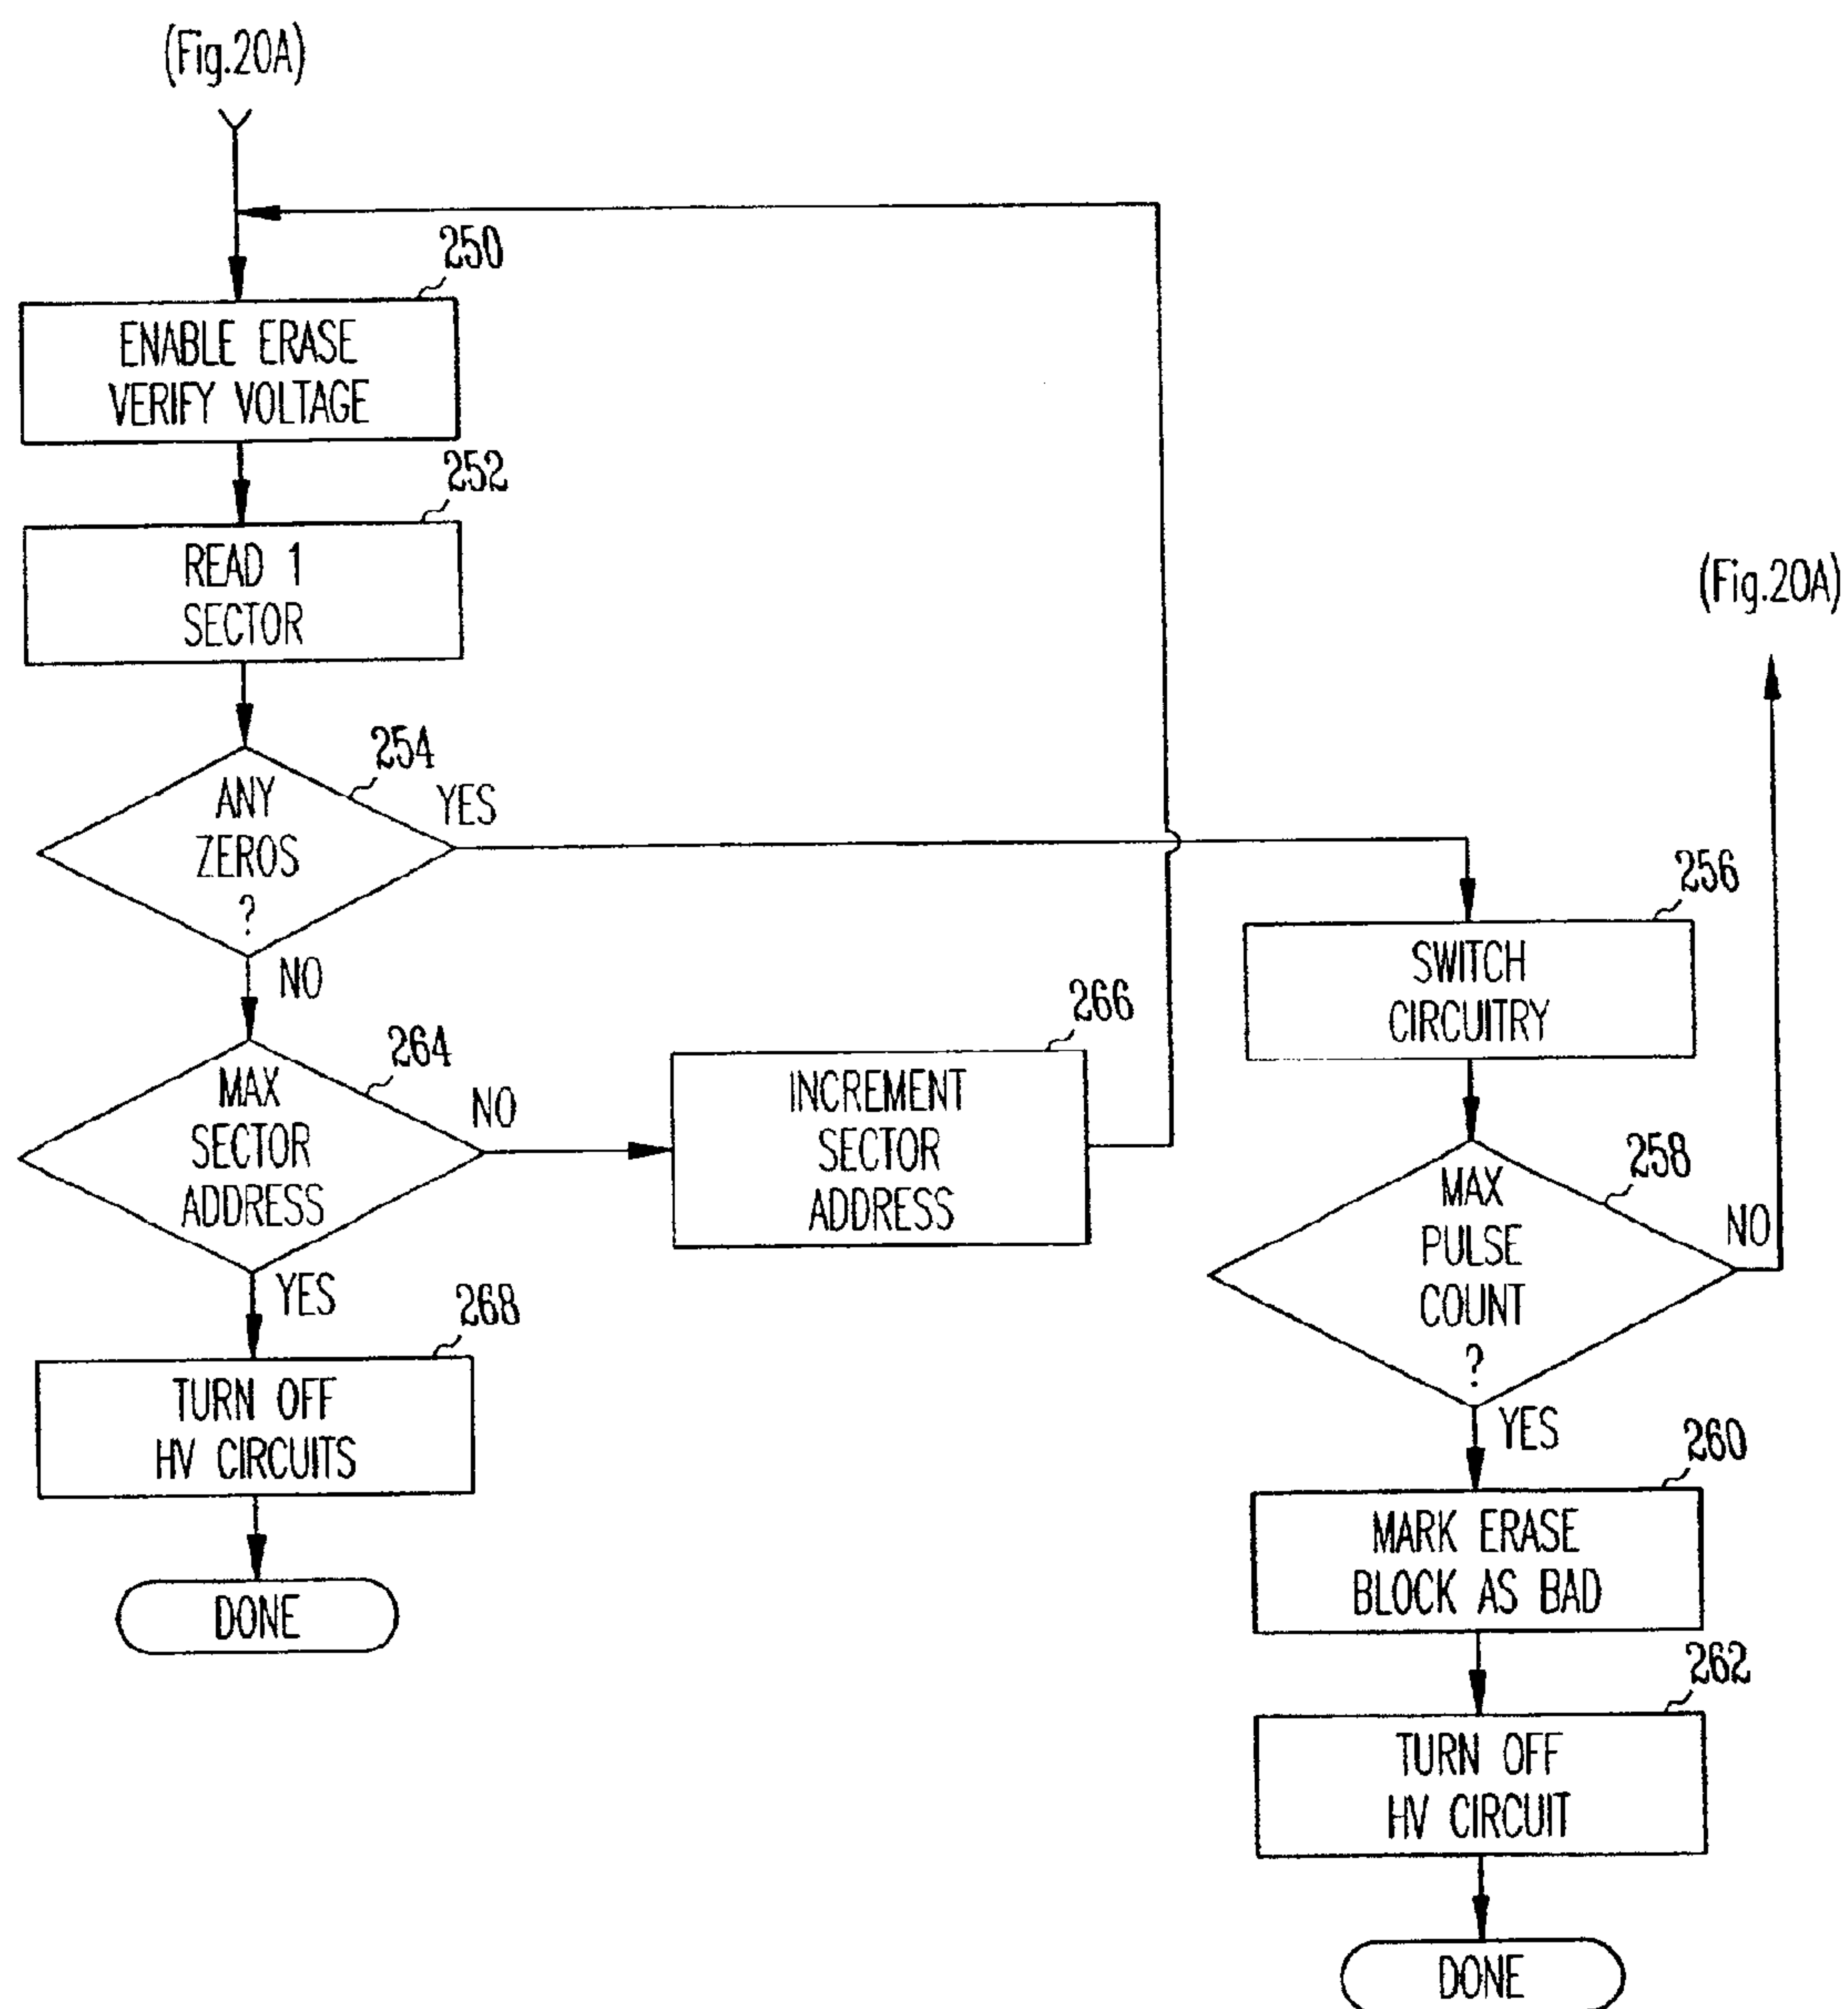 (Fig.20A)
250
ENABLE ERASE
VERIFY VOLTAGE
252
READ 1
SECTOR
254
ANY
ZEROS
?
YES
NO
264
MAX
SECTOR
ADDRESS
NO
YES
266
INCREMENT
SECTOR
ADDRESS
268
TURN OFF
HV CIRCUITS
DONE
(Fig.20A)
256
SWITCH
CIRCUITRY
258
MAX
PULSE
COUNT
?
NO
YES
260
MARK ERASE
BLOCK AS BAD
262
TURN OFF
HV CIRCUIT
DONE